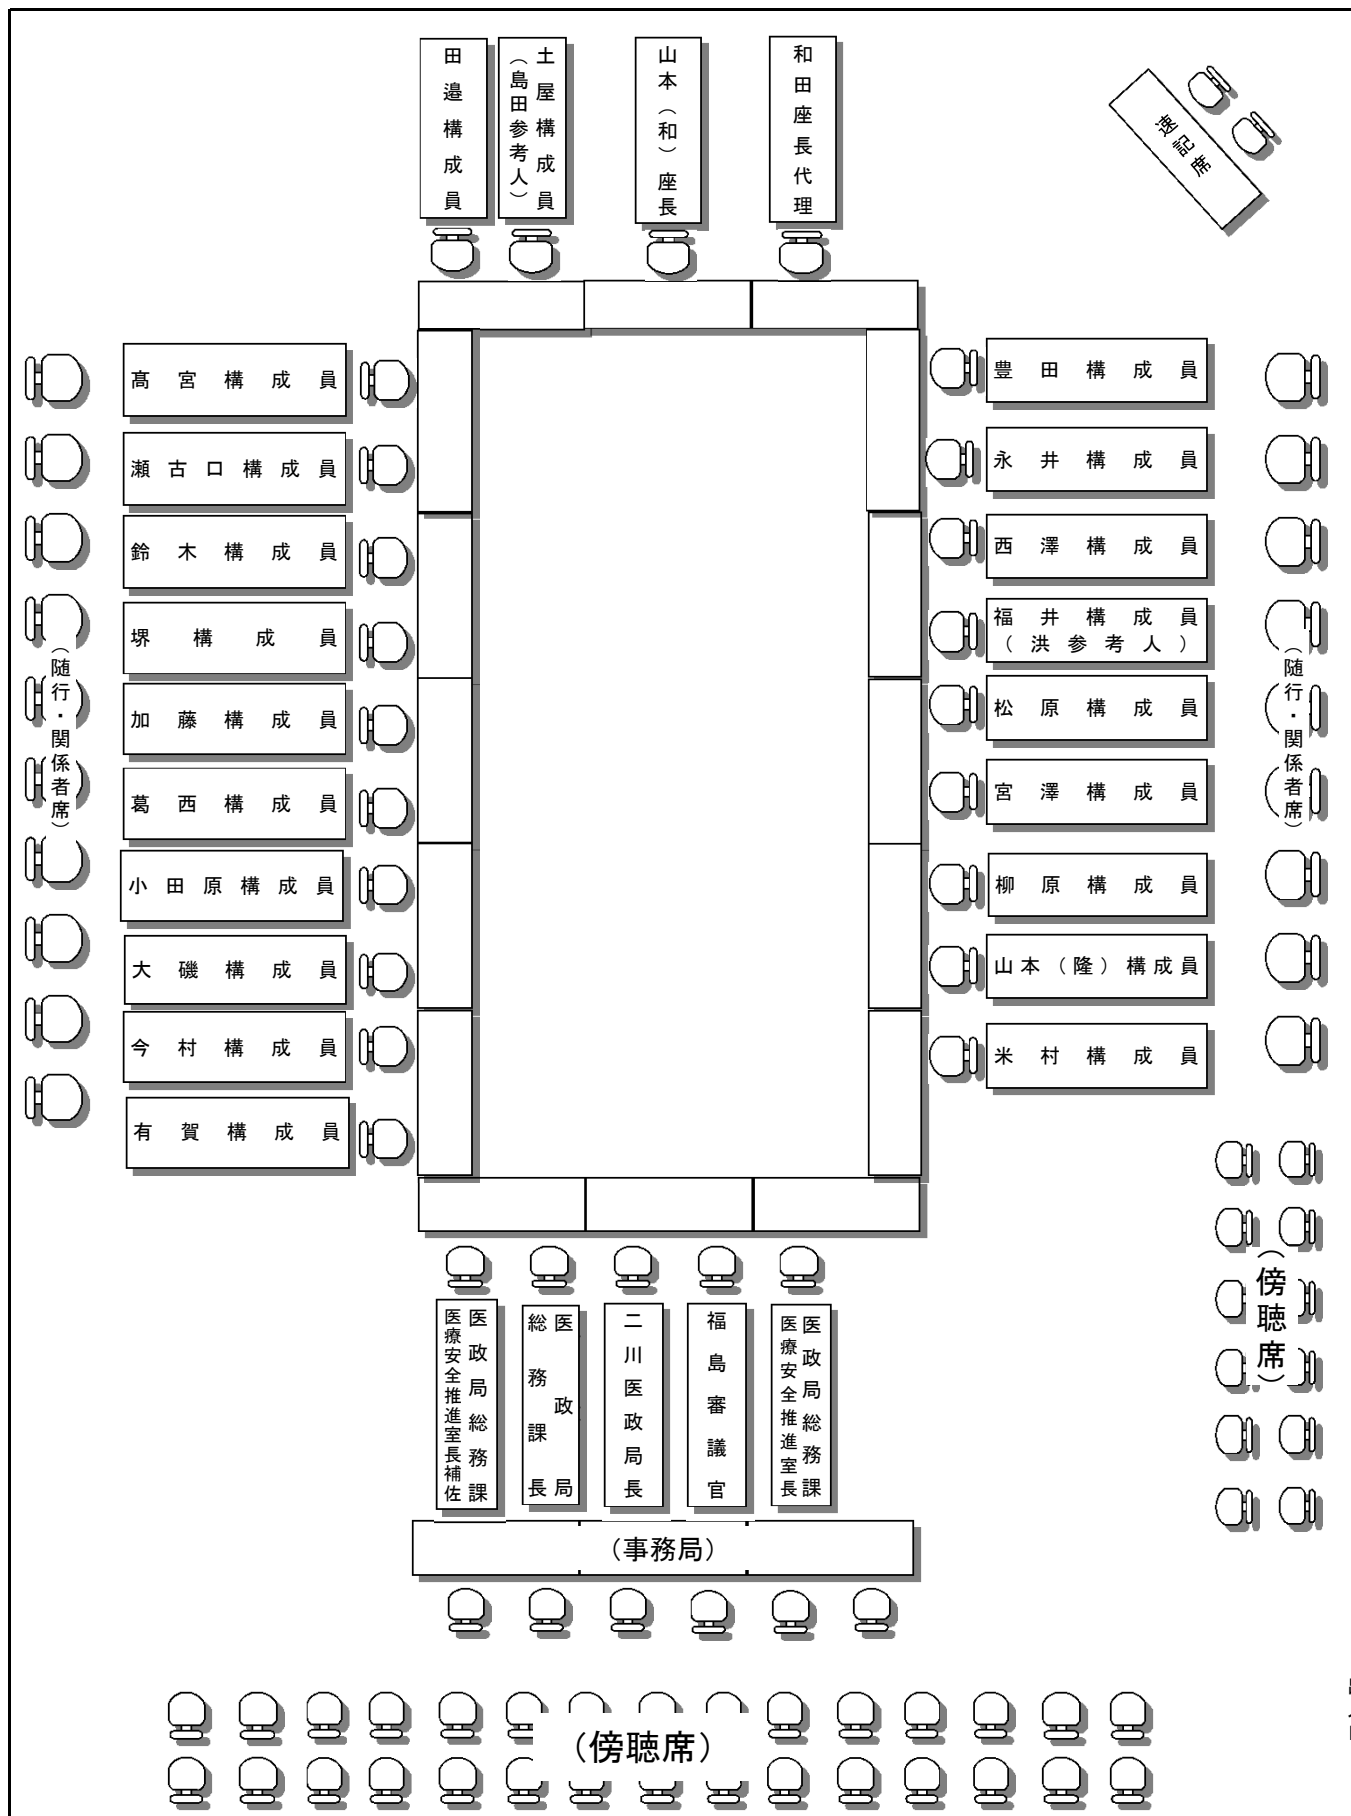 田邉構成員
土屋構成員
（島田参考人）
山本（和）座長
和田座長代理
速記席
髙宮構成員
瀬古口構成員
鈴木構成員
堺構成員
加藤構成員
葛西構成員
小田原構成員
大磯構成員
今村構成員
有賀構成員
（随行・関係者席）
豊田構成員
永井構成員
西澤構成員
福井構成員
（洪参考人）
松原構成員
宮澤構成員
柳原構成員
山本（隆）構成員
米村構成員
（随行・関係者席）
（傍聴席）
医政局総務課
医療安全推進室長補佐
医政局
総務課長
二川医政局長
福島審議官
医政局総務課
医療安全推進室長
（事務局）
（傍聴席）